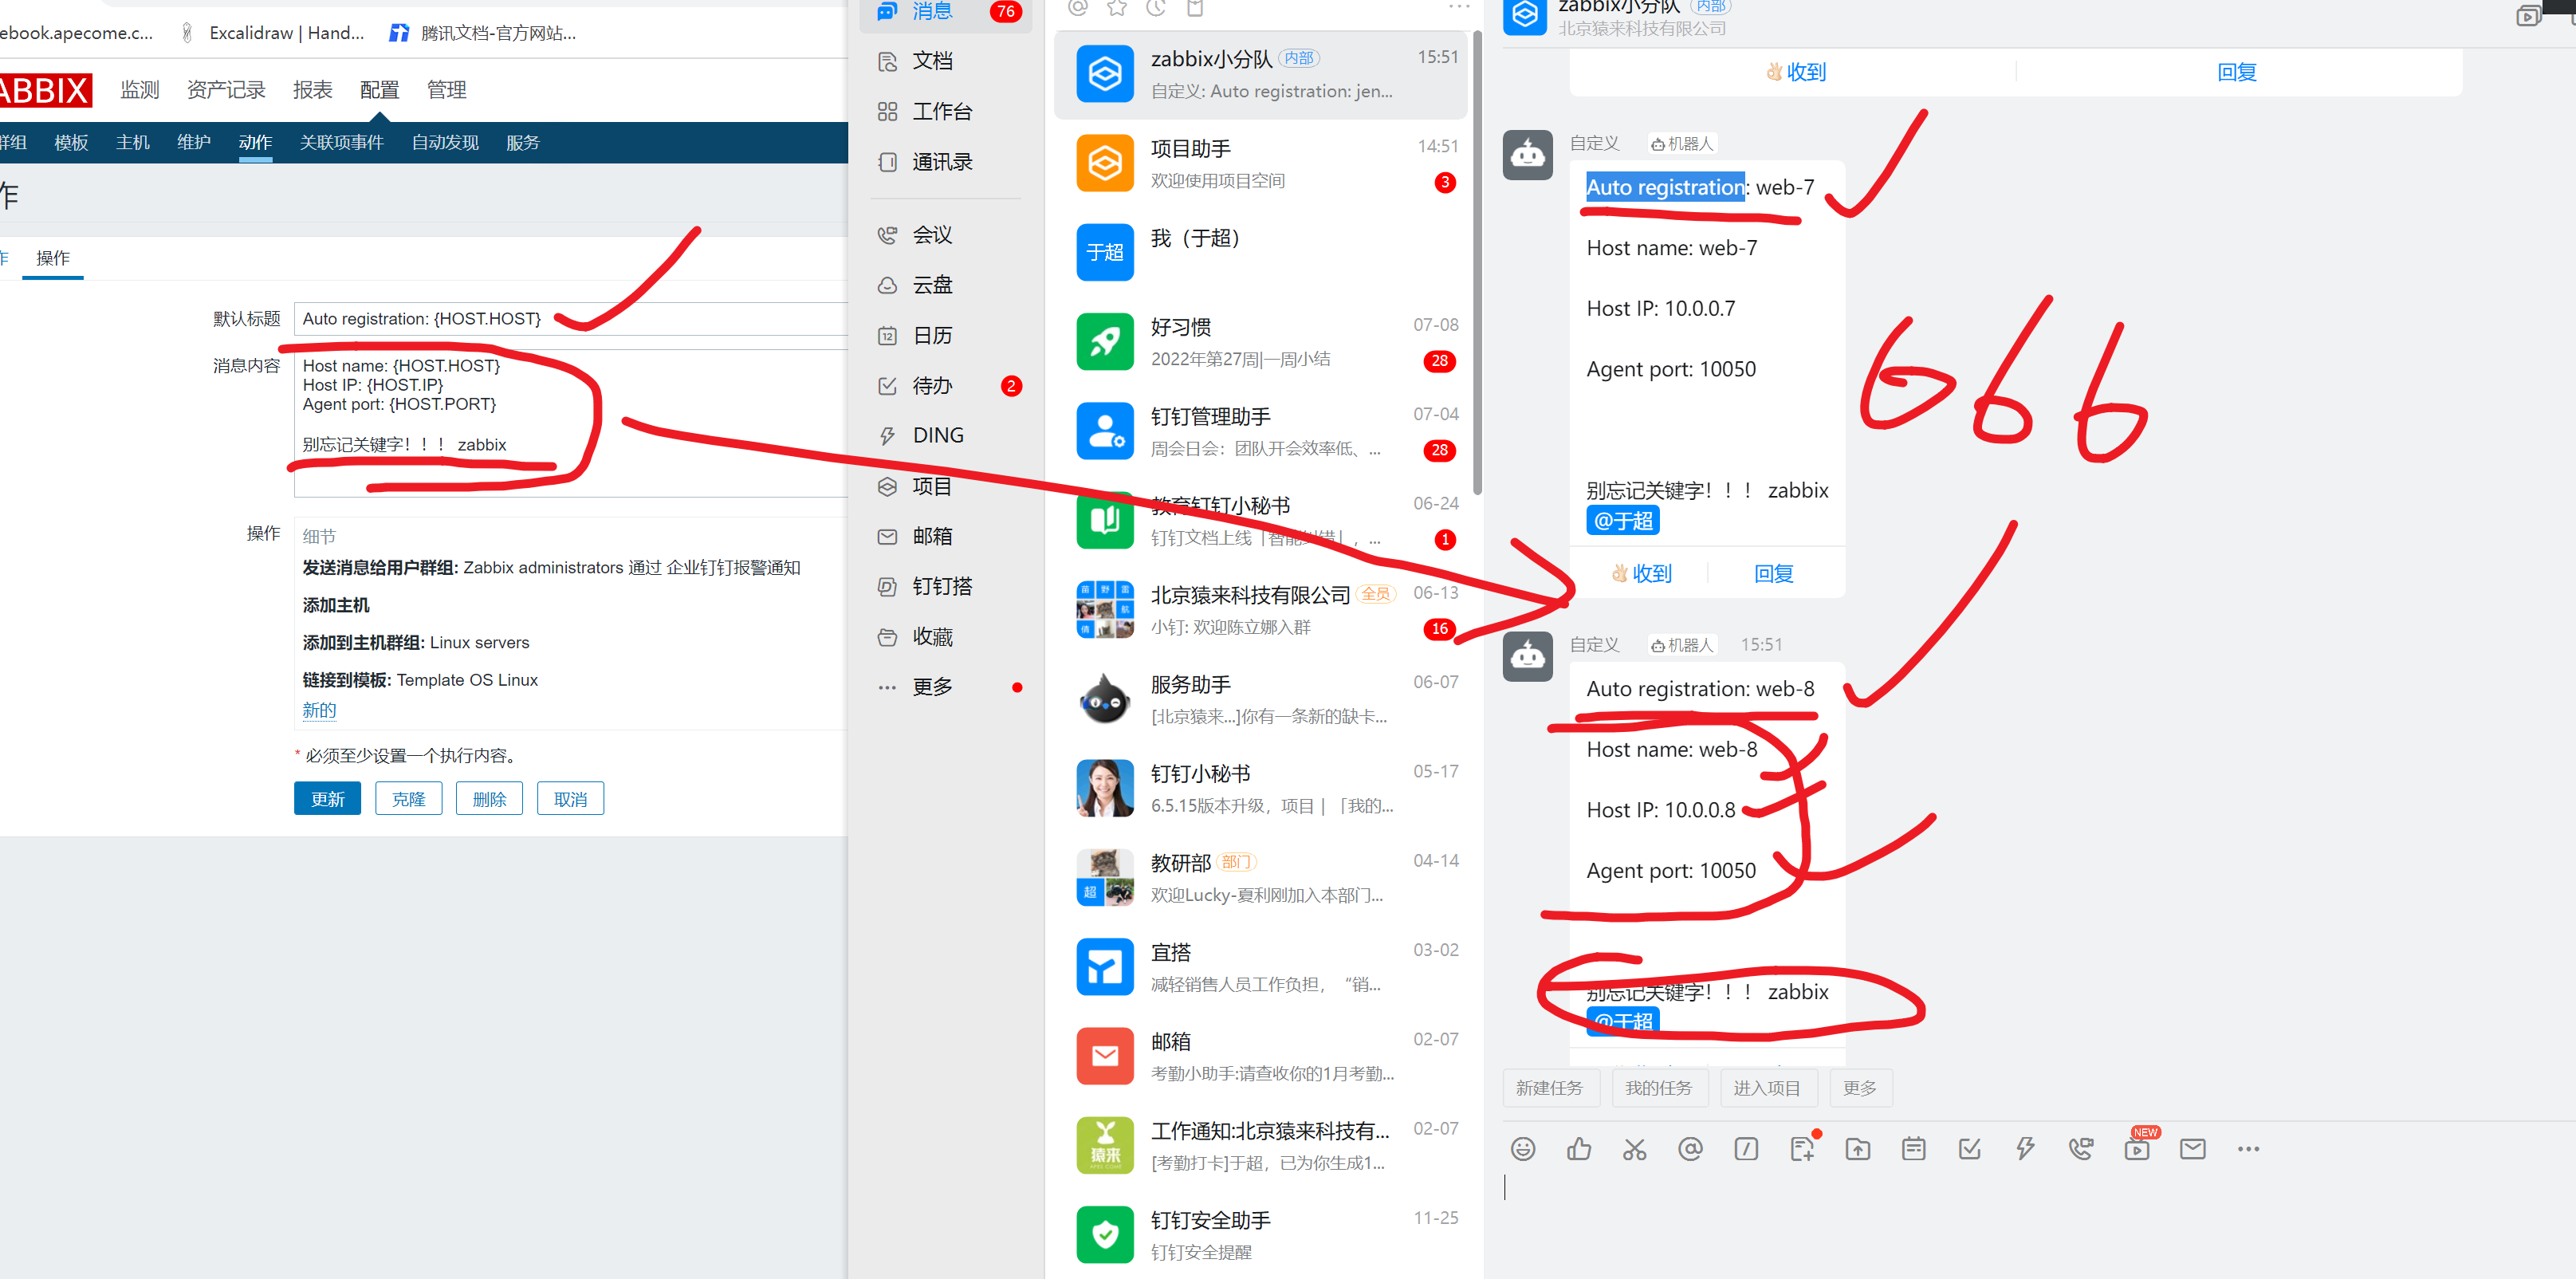 ebook.apecome.c...
Excalidraw | Hand...
腾讯文档-官方网站...
ABBIX
监测
资产记录
报表
配置
管理
群组
模板
主机
维护
动作
关联项事件
自动发现
服务
作
作
操作
默认标题
Auto registration: {HOST.HOST}
消息内容
Host name: {HOST.HOST}
Host IP: {HOST.IP}
Agent port: {HOST.PORT}
别忘记关键字！！！ zabbix
操作
细节
发送消息给用户群组: Zabbix administrators 通过 企业钉钉报警通知
添加主机
添加到主机群组: Linux servers
链接到模板: Template OS Linux
新的
* 必须至少设置一个执行内容。
更新
克隆
删除
取消
消息
76
文档
工作台
通讯录
会议
云盘
12
日历
待办
2
DING
项目
邮箱
钉钉搭
收藏
更多
zabbix小分队
内部
15:51
自定义: Auto registration: jen...
项目助手
14:51
欢迎使用项目空间
3
于超
我（于超）
好习惯
07-08
2022年第27周|一周小结
28
钉钉管理助手
07-04
周会日会：团队开会效率低、...
28
教育钉钉小秘书
06-24
钉钉文档上线「智能纠错」，...
1
北京猿来科技有限公司
全员
06-13
小钉: 欢迎陈立娜入群
16
服务助手
06-07
[北京猿来...]你有一条新的缺卡...
钉钉小秘书
05-17
6.5.15版本升级，项目 | 「我的...
教研部
部门
04-14
超
欢迎Lucky-夏利刚加入本部门...
宜搭
03-02
减轻销售人员工作负担，“销...
邮箱
02-07
考勤小助手:请查收你的1月考勤...
猿来
工作通知:北京猿来科技有...
02-07
[考勤打卡]于超，已为你生成1...
钉钉安全助手
11-25
钉钉安全提醒
zabbix小分队
内部
北京猿来科技有限公司
收到
回复
自定义
机器人
Auto registration: web-7
Host name: web-7
Host IP: 10.0.0.7
Agent port: 10050
666
别忘记关键字！！！ zabbix
@于超
收到
回复
自定义
机器人
15:51
Auto registration: web-8
Host name: web-8
Host IP: 10.0.0.8
Agent port: 10050
别忘记关键字！！！ zabbix
@于超
新建任务
我的任务
进入项目
更多
NEW